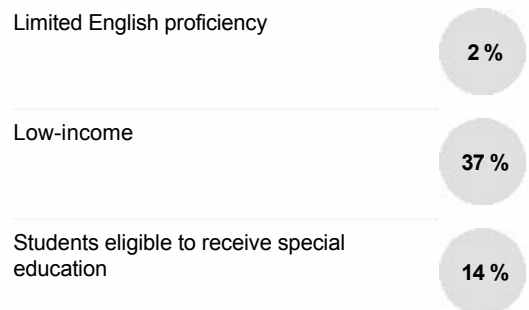 Limited English proficiency
2 %
Low-income
37 %
Students eligible to receive special
education
14 %